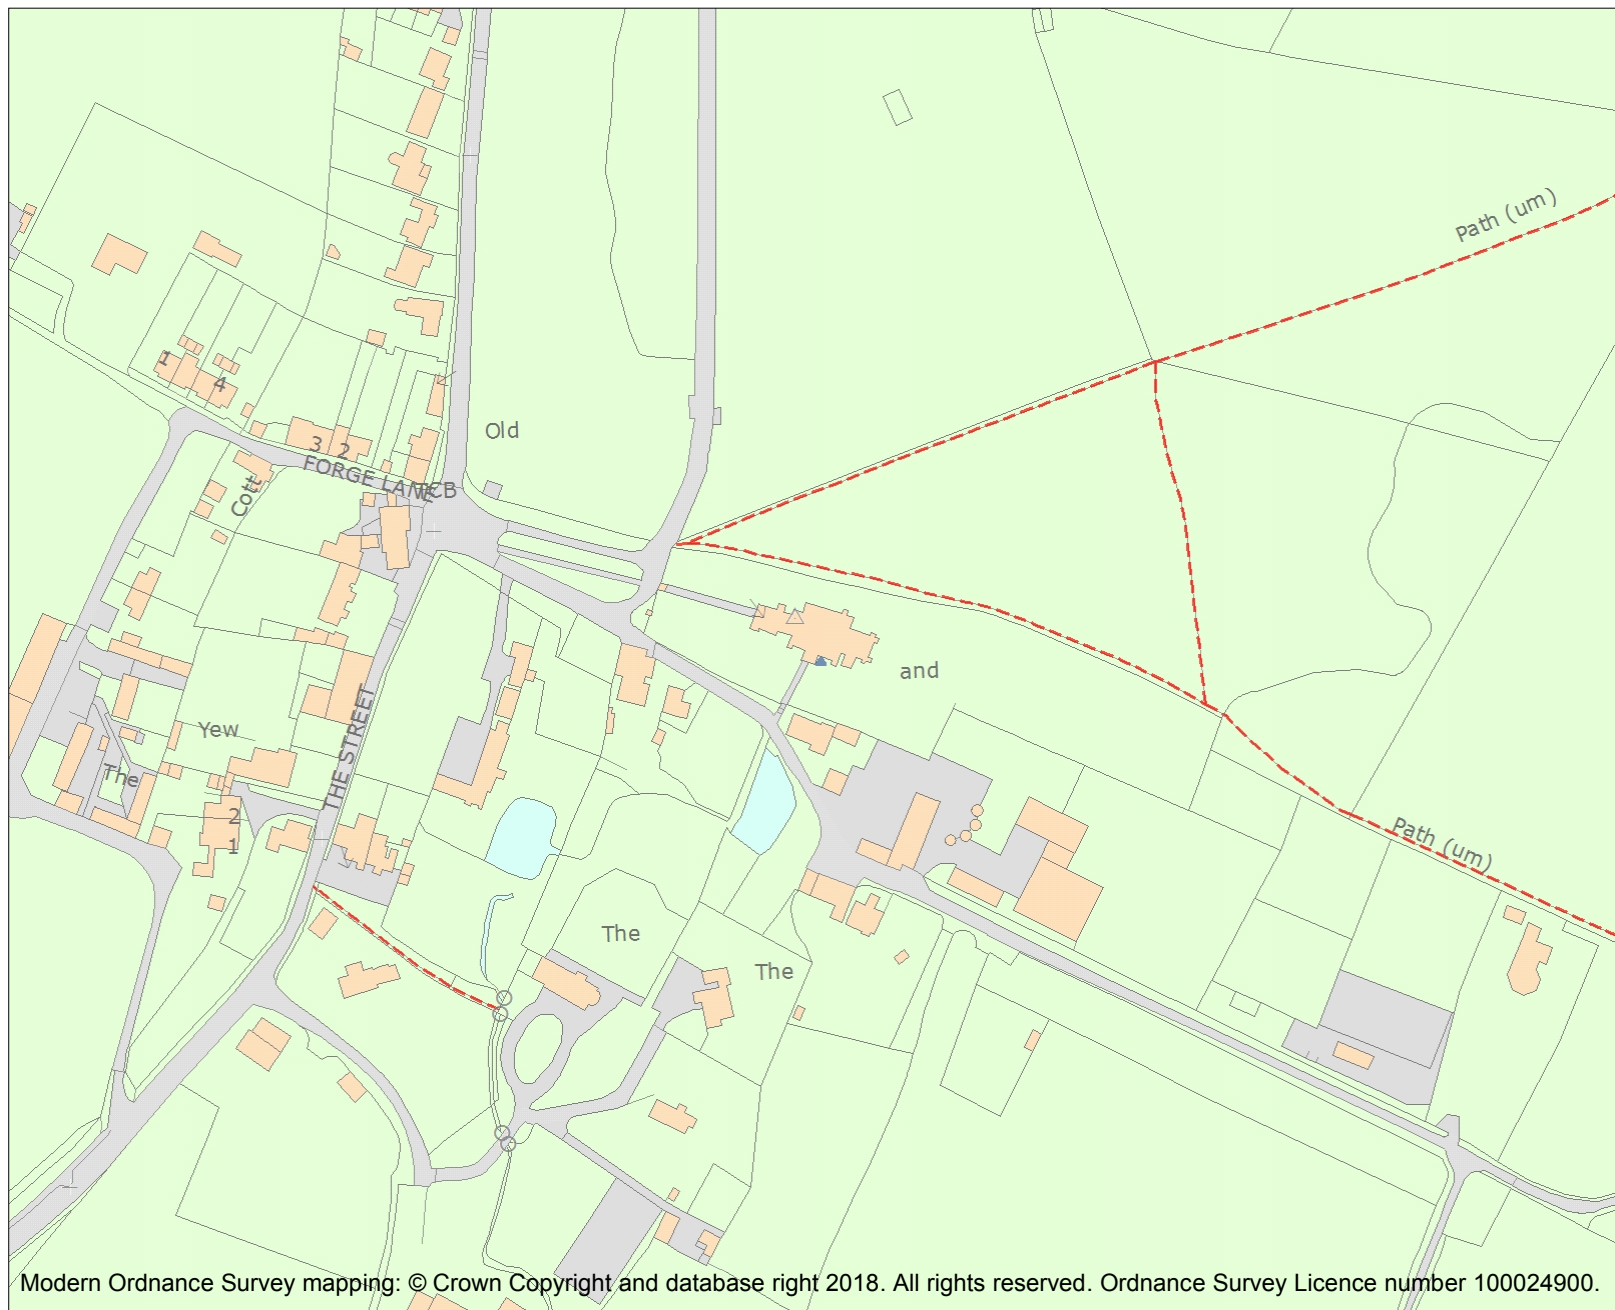 Path (um)
1
4
Old
3 2
FORGE LANE
TCB
Cott
and
Yew
The
THE STREET
2
1
Path (um)
The
The
Modern Ordnance Survey mapping: © Crown Copyright and database right 2018. All rights reserved. Ordnance Survey Licence number 100024900.